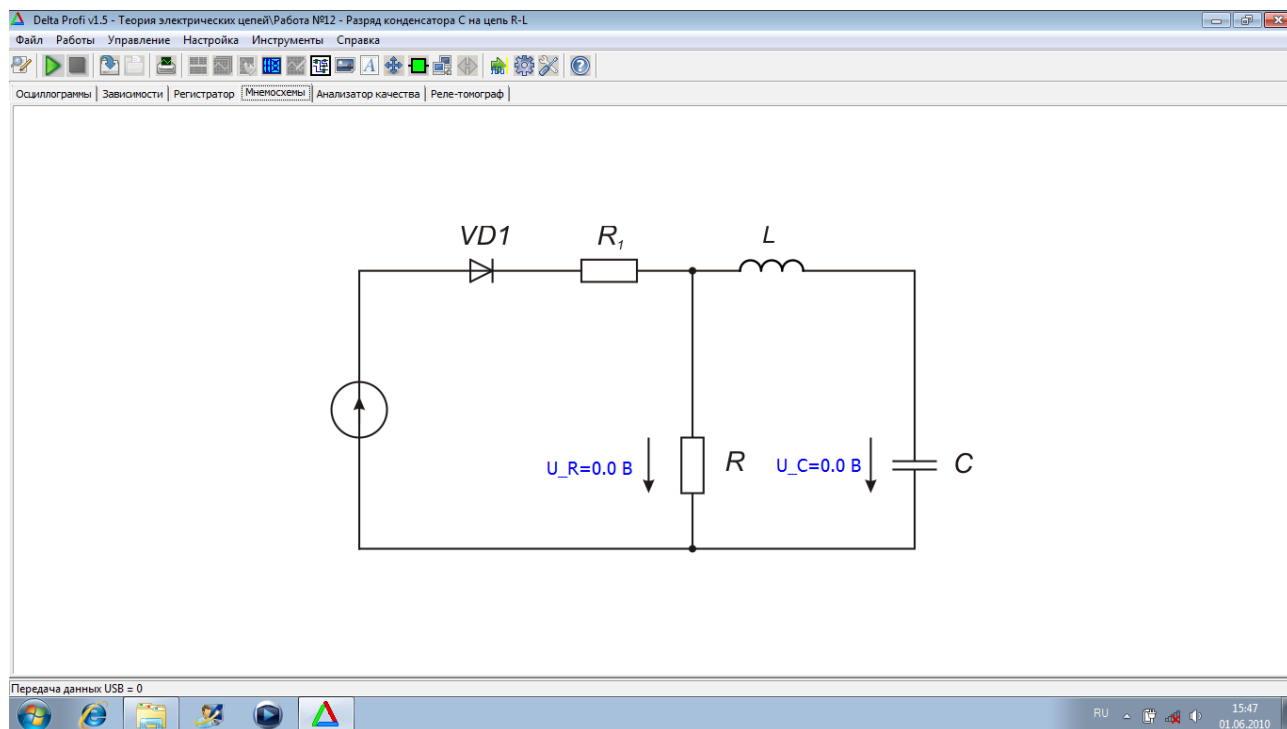 Delta Profi v1.5 - Теория электрических цепей\Работа №12 - Разряд конденсатора С на цепь R-L
Файл Работы Управление Настройка Инструменты Справка
A
Осциллограммы Зависимости Регистратор Мнемосхемы Анализатор качества Реле-томограф
VD1 R₁ L
U_R=0.0 В R U_C=0.0 В C
Передача данных USB = 0
RU 15:47
01.06.2010